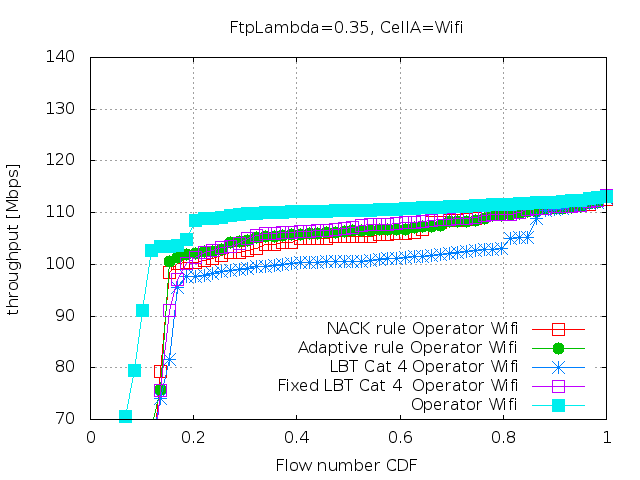 FtpLambda=0.35, CellA=Wifi
140
130
120
110
100
90
80
70
throughput [Mbps]
NACK rule Operator Wifi
Adaptive rule Operator Wifi
LBT Cat 4 Operator Wifi
Fixed LBT Cat 4  Operator Wifi
Operator Wifi
0 0.2 0.4 0.6 0.8 1
Flow number CDF